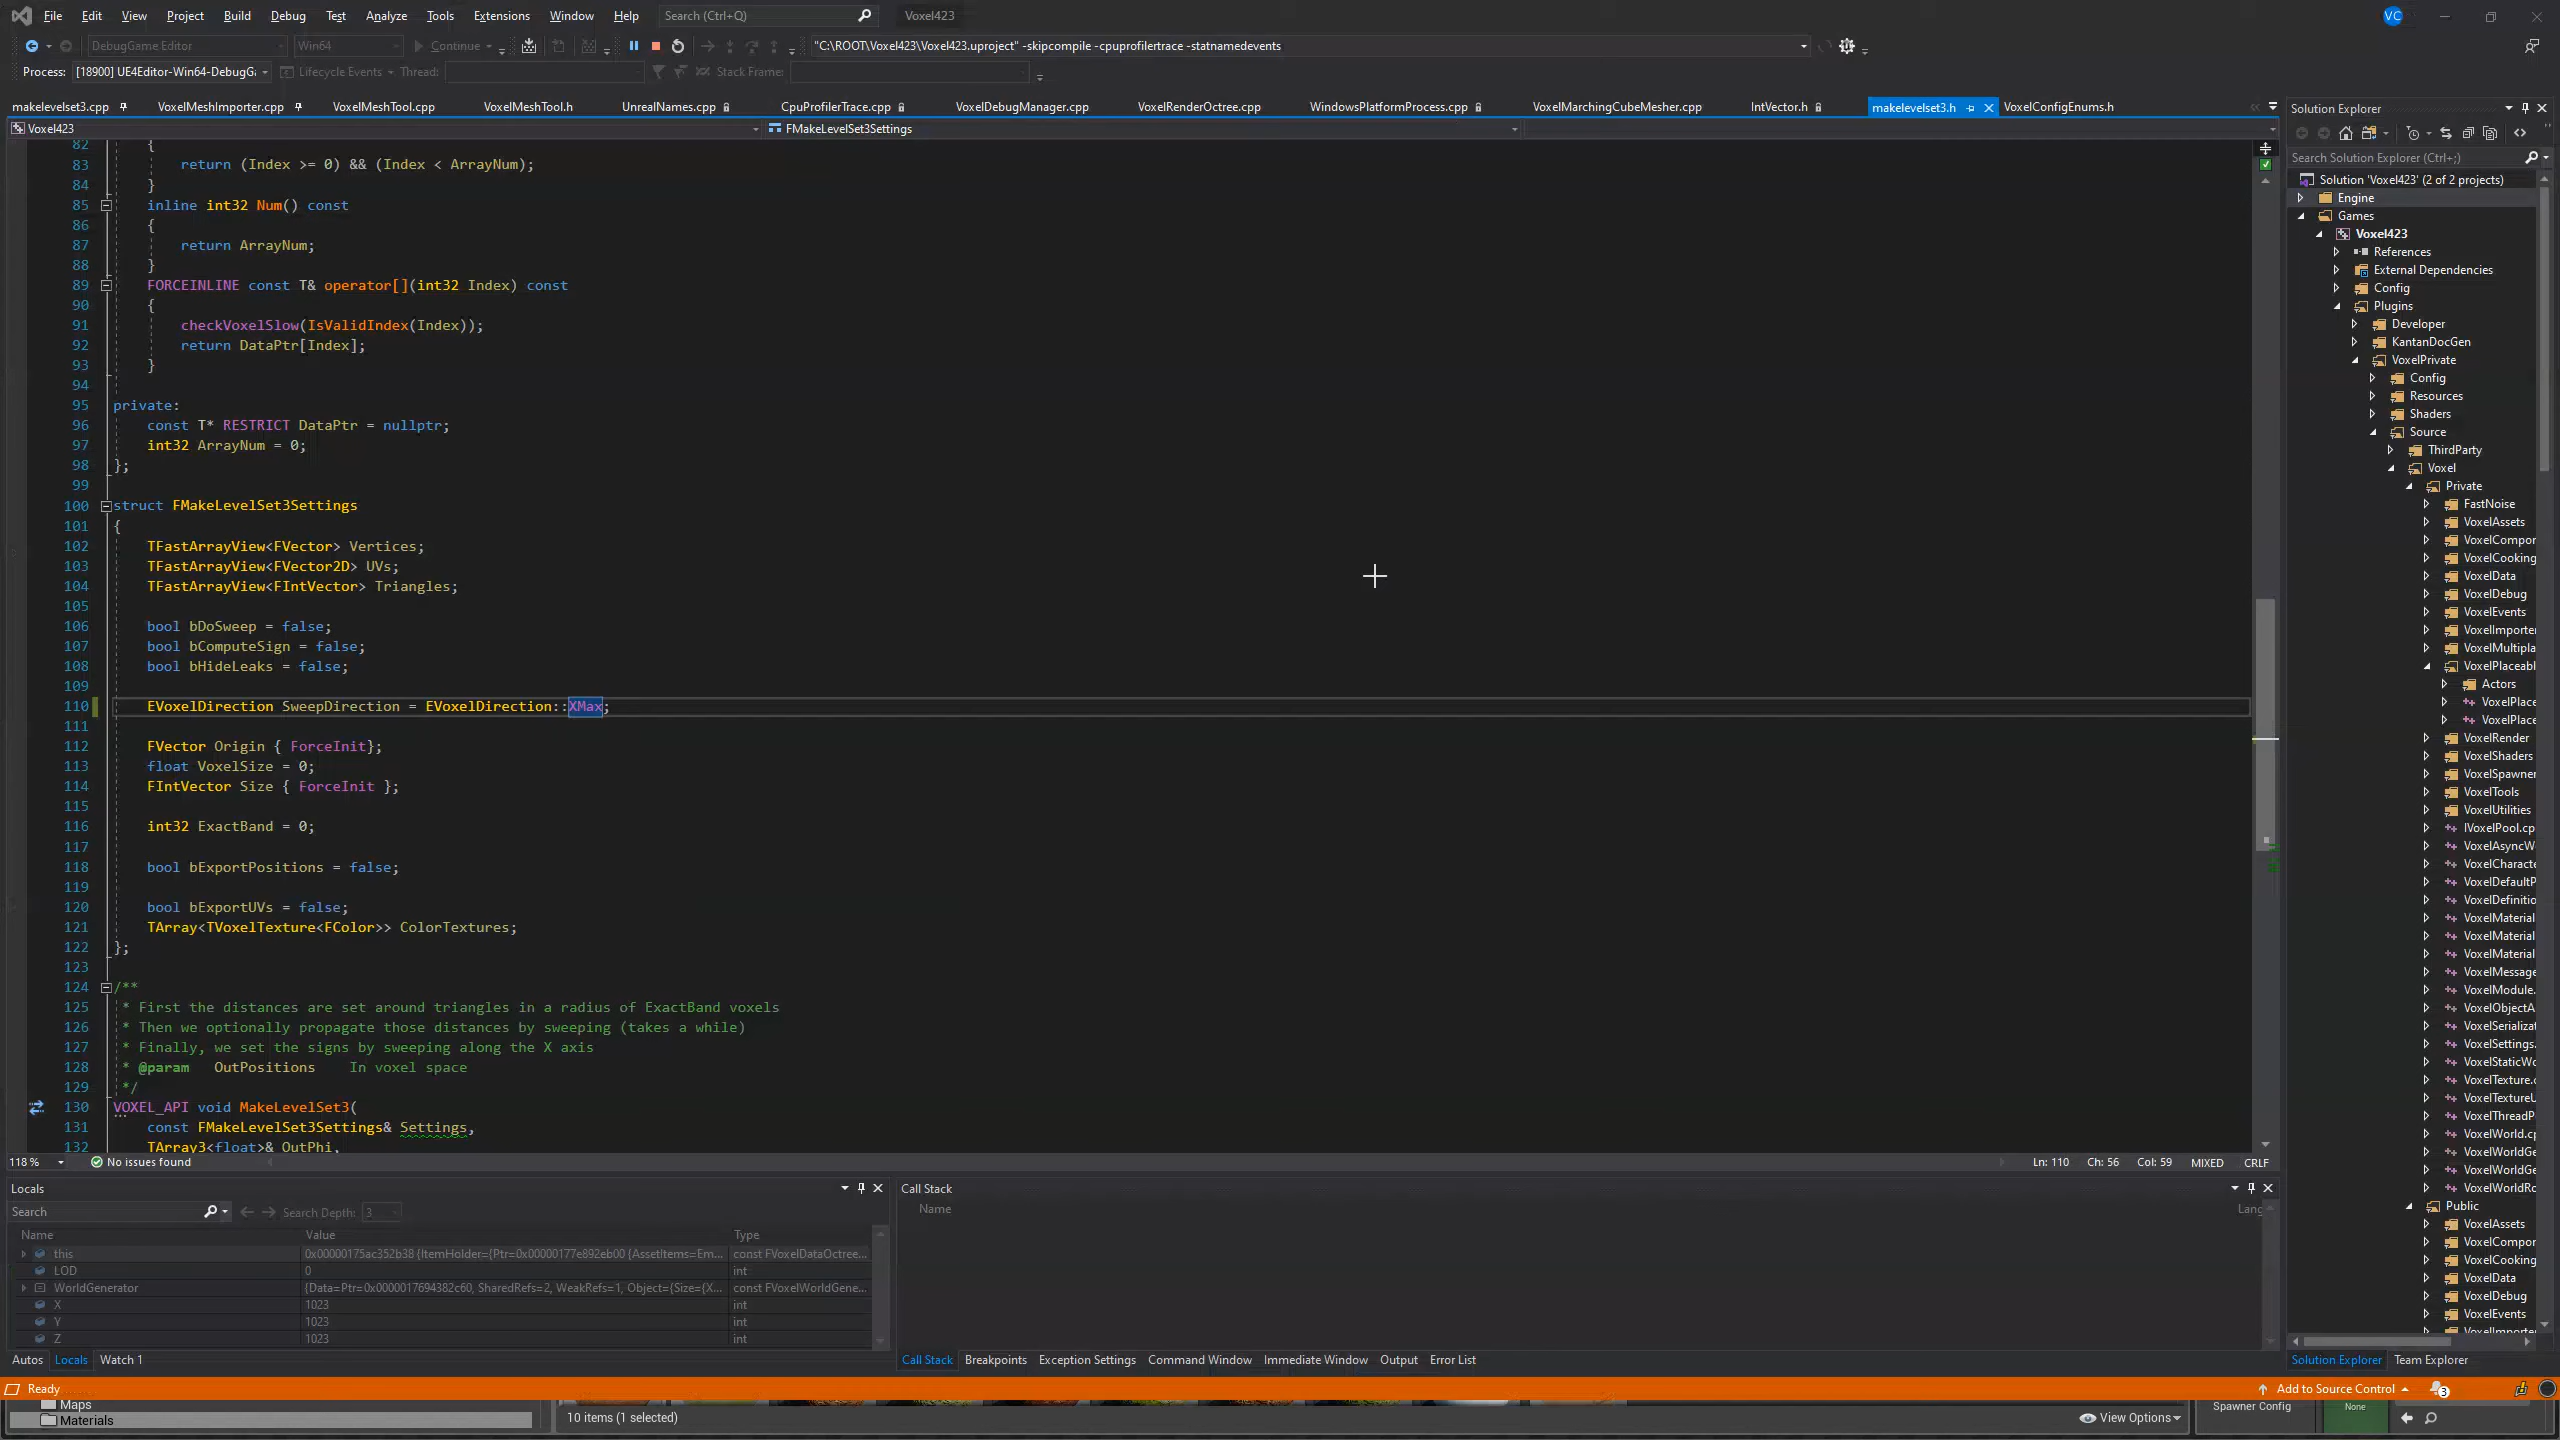 File Edit View Project Build Debug Test Analyze Tools Extensions Window Help Search (Ctrl+Q) Voxel423 VC
DebugGame Editor Win64 Continue "C:\ROOT\Voxel423\Voxel423.uproject" -skipcompile -cpuprofilertrace -statnamedevents
Process: [18900] UE4Editor-Win64-DebugGa Lifecycle Events Thread: Stack Frame:
makelevelset3.cpp VoxelMeshImporter.cpp VoxelMeshTool.cpp VoxelMeshTool.h UnrealNames.cpp CpuProfilerTrace.cpp VoxelDebugManager.cpp VoxelRenderOctree.cpp WindowsPlatformProcess.cpp VoxelMarchingCubeMesher.cpp IntVector.h makelevelset3.h VoxelConfigEnums.h
Voxel423 FMakeLevelSet3Settings
82 {
83 return (Index >= 0) && (Index < ArrayNum);
84 }
85 inline int32 Num() const
86 {
87 return ArrayNum;
88 }
89 FORCEINLINE const T& operator[](int32 Index) const
90 {
91 checkVoxelSlow(IsValidIndex(Index));
92 return DataPtr[Index];
93 }
94
95 private:
96 const T* RESTRICT DataPtr = nullptr;
97 int32 ArrayNum = 0;
98 };
99
100 struct FMakeLevelSet3Settings
101 {
102 TFastArrayView<FVector> Vertices;
103 TFastArrayView<FVector2D> UVs;
104 TFastArrayView<FIntVector> Triangles;
105
106 bool bDoSweep = false;
107 bool bComputeSign = false;
108 bool bHideLeaks = false;
109
110 EVoxelDirection SweepDirection = EVoxelDirection::XMax;
111
112 FVector Origin { ForceInit};
113 float VoxelSize = 0;
114 FIntVector Size { ForceInit };
115
116 int32 ExactBand = 0;
117
118 bool bExportPositions = false;
119
120 bool bExportUVs = false;
121 TArray<TVoxelTexture<FColor>> ColorTextures;
122 };
123
124 /**
125 * First the distances are set around triangles in a radius of ExactBand voxels
126 * Then we optionally propagate those distances by sweeping (takes a while)
127 * Finally, we set the signs by sweeping along the X axis
128 * @param OutPositions In voxel space
129 */
130 VOXEL_API void MakeLevelSet3(
131 const FMakeLevelSet3Settings& Settings,
132 TArray3<float>& OutPhi,
118 % No issues found Ln: 110 Ch: 56 Col: 59 MIXED CRLF
Locals
Search Search Depth: 3
Name Value Type
this 0x00000175ac352b38 {ItemHolder={Ptr=0x00000177e892eb00 {AssetItems=Em... const FVoxelDataOctree...
LOD 0 int
WorldGenerator {Data=Ptr=0x0000017694382c60, SharedRefs=2, WeakRefs=1, Object={Size={X... const FVoxelWorldGene...
X 1023 int
Y 1023 int
Z 1023 int
Autos Locals Watch 1
Call Stack
Name Lang
Call Stack Breakpoints Exception Settings Command Window Immediate Window Output Error List
Solution Explorer
Search Solution Explorer (Ctrl+;)
Solution 'Voxel423' (2 of 2 projects)
Engine
Games
Voxel423
References
External Dependencies
Config
Plugins
Developer
KantanDocGen
VoxelPrivate
Config
Resources
Shaders
Source
ThirdParty
Voxel
Private
FastNoise
VoxelAssets
VoxelCompor
VoxelCooking
VoxelData
VoxelDebug
VoxelEvents
VoxelImporte
VoxelMultipla
VoxelPlaceabl
Actors
VoxelPlace
VoxelPlace
VoxelRender
VoxelShaders
VoxelSpawner
VoxelTools
VoxelUtilities
IVoxelPool.cp
VoxelAsyncW
VoxelCharacte
VoxelDefaultP
VoxelDefinitio
VoxelMaterial
VoxelMaterial
VoxelMaterial
VoxelMessage
VoxelModule.
VoxelObjectA
VoxelSerializat
VoxelSettings.
VoxelStaticWo
VoxelTexture.c
VoxelTextureU
VoxelThreadP
VoxelWorld.cp
VoxelWorldGe
VoxelWorldGe
VoxelWorldRo
Public
VoxelAssets
VoxelCompor
VoxelCooking
VoxelData
VoxelDebug
VoxelEvents
VoxelImporte
Solution Explorer Team Explorer
Ready Add to Source Control 3
Maps
Materials
10 items (1 selected) View Options
Spawner Config None